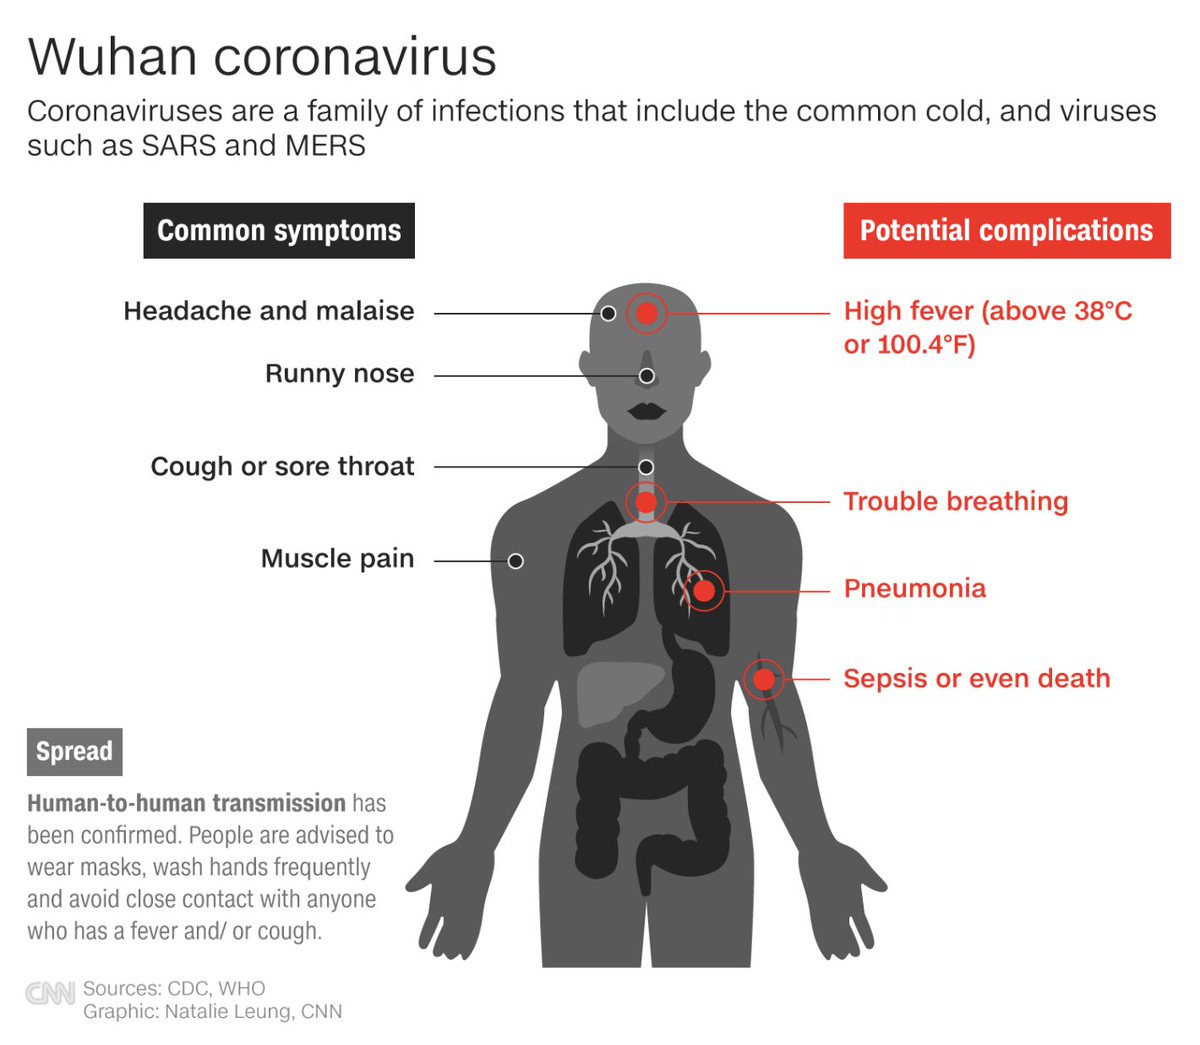 Wuhan coronavirus
Coronaviruses are a family of infections that include the common cold, and viruses
such as SARS and MERS
Common symptoms
Headache and malaise
Runny nose
Cough or sore throat
Muscle pain
Potential complications
High fever (above 38°C
or 100.4°F)
Trouble breathing
Pneumonia
Sepsis or even death
Spread
Human-to-human transmission has
been confirmed. People are advised to
wear masks, wash hands frequently
and avoid close contact with anyone
who has a fever and/ or cough.
CNN
Sources: CDC, WHO
Graphic: Natalie Leung, CNN